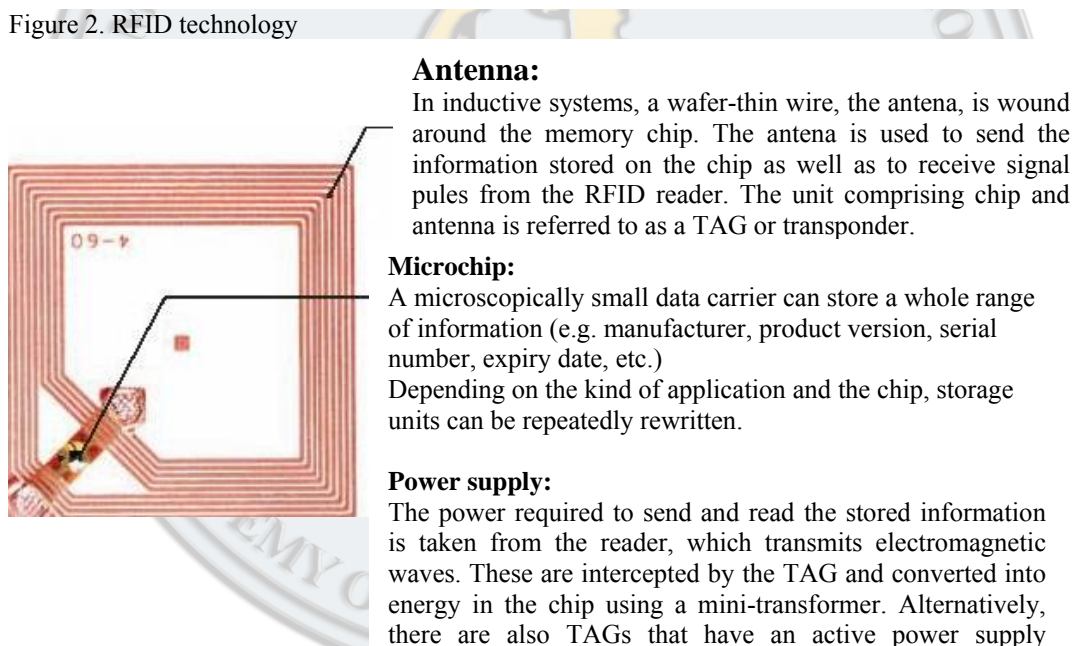 Figure 2. RFID technology
Antenna:
In inductive systems, a wafer-thin wire, the antena, is wound
around the memory chip. The antena is used to send the
information stored on the chip as well as to receive signal
pules from the RFID reader. The unit comprising chip and
antenna is referred to as a TAG or transponder.
09-4
Microchip:
A microscopically small data carrier can store a whole range
of information (e.g. manufacturer, product version, serial
number, expiry date, etc.)
Depending on the kind of application and the chip, storage
units can be repeatedly rewritten.
Power supply:
The power required to send and read the stored information
is taken from the reader, which transmits electromagnetic
waves. These are intercepted by the TAG and converted into
energy in the chip using a mini-transformer. Alternatively,
there are also TAGs that have an active power supply